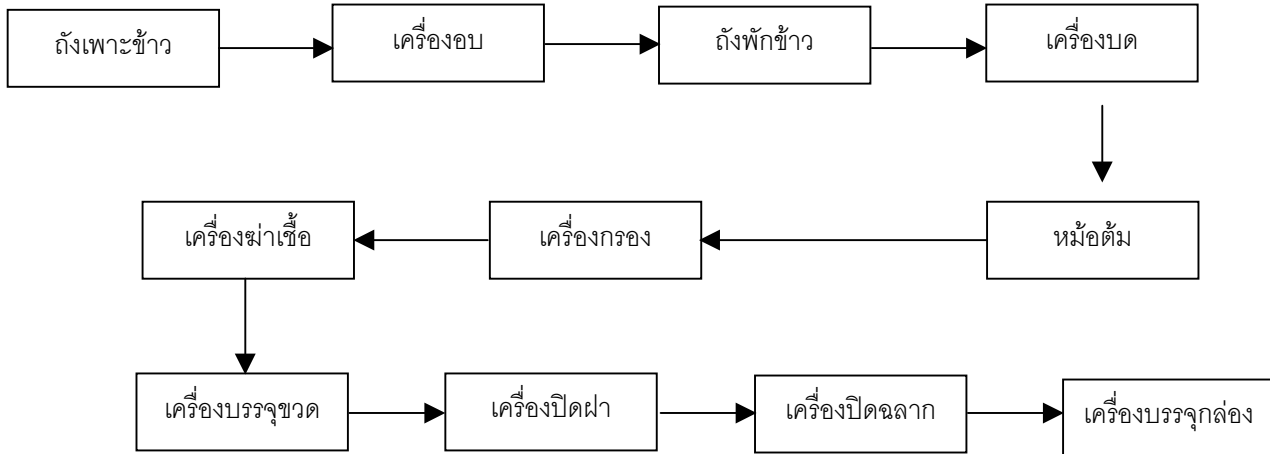 ถังเพาะข้าว
เครื่องอบ
ถังพักข้าว
เครื่องบด
หม้อต้ม
เครื่องกรอง
เครื่องฆ่าเชื้อ
เครื่องบรรจุขวด
เครื่องปิดฝา
เครื่องปิดฉลาก
เครื่องบรรจุกล่อง